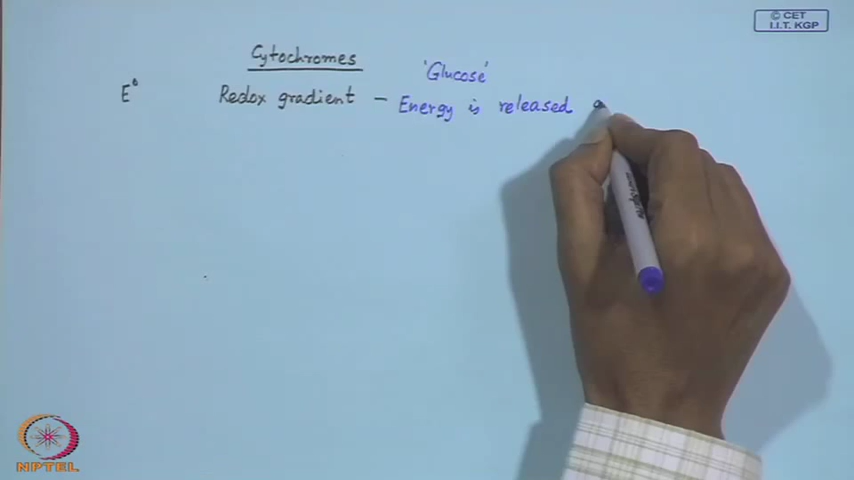 © CET
I.I.T. KGP
Cytochromes
'Glucose'
E° Redox gradient – Energy is released a
NPTEL